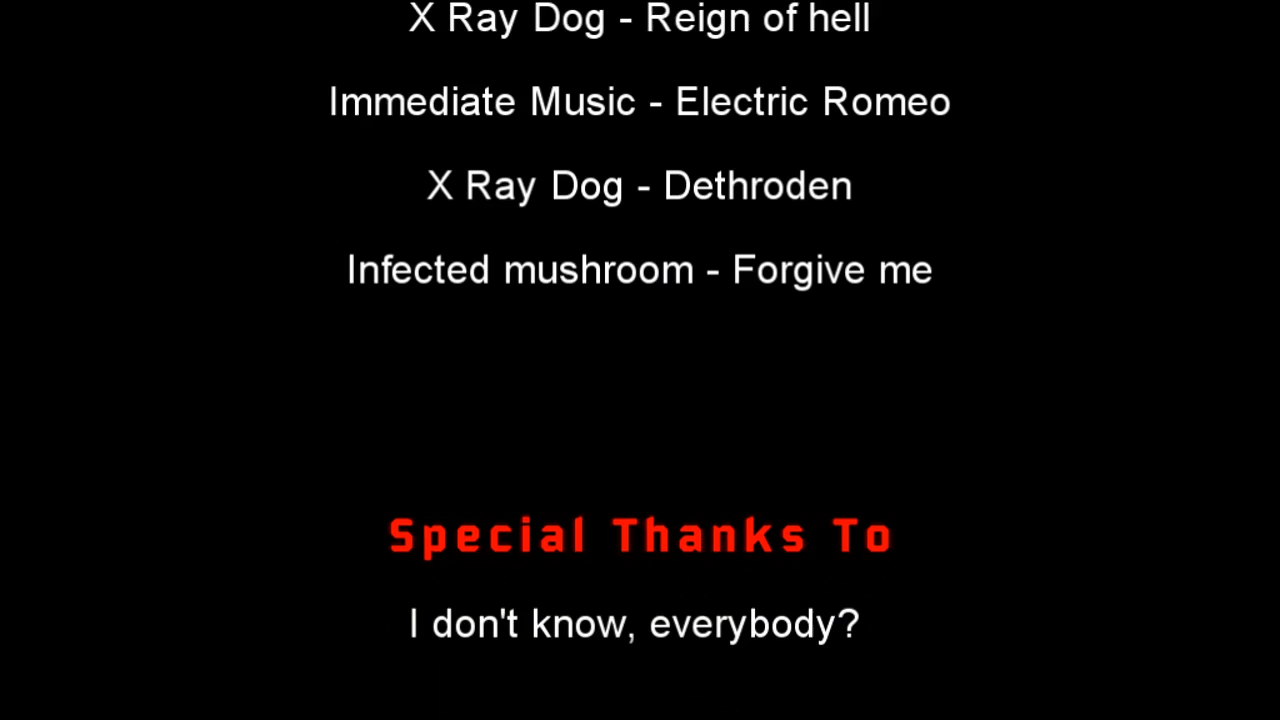 X Ray Dog - Reign of hell
Immediate Music - Electric Romeo
X Ray Dog - Dethroden
Infected mushroom - Forgive me
Special Thanks To
I don't know, everybody?